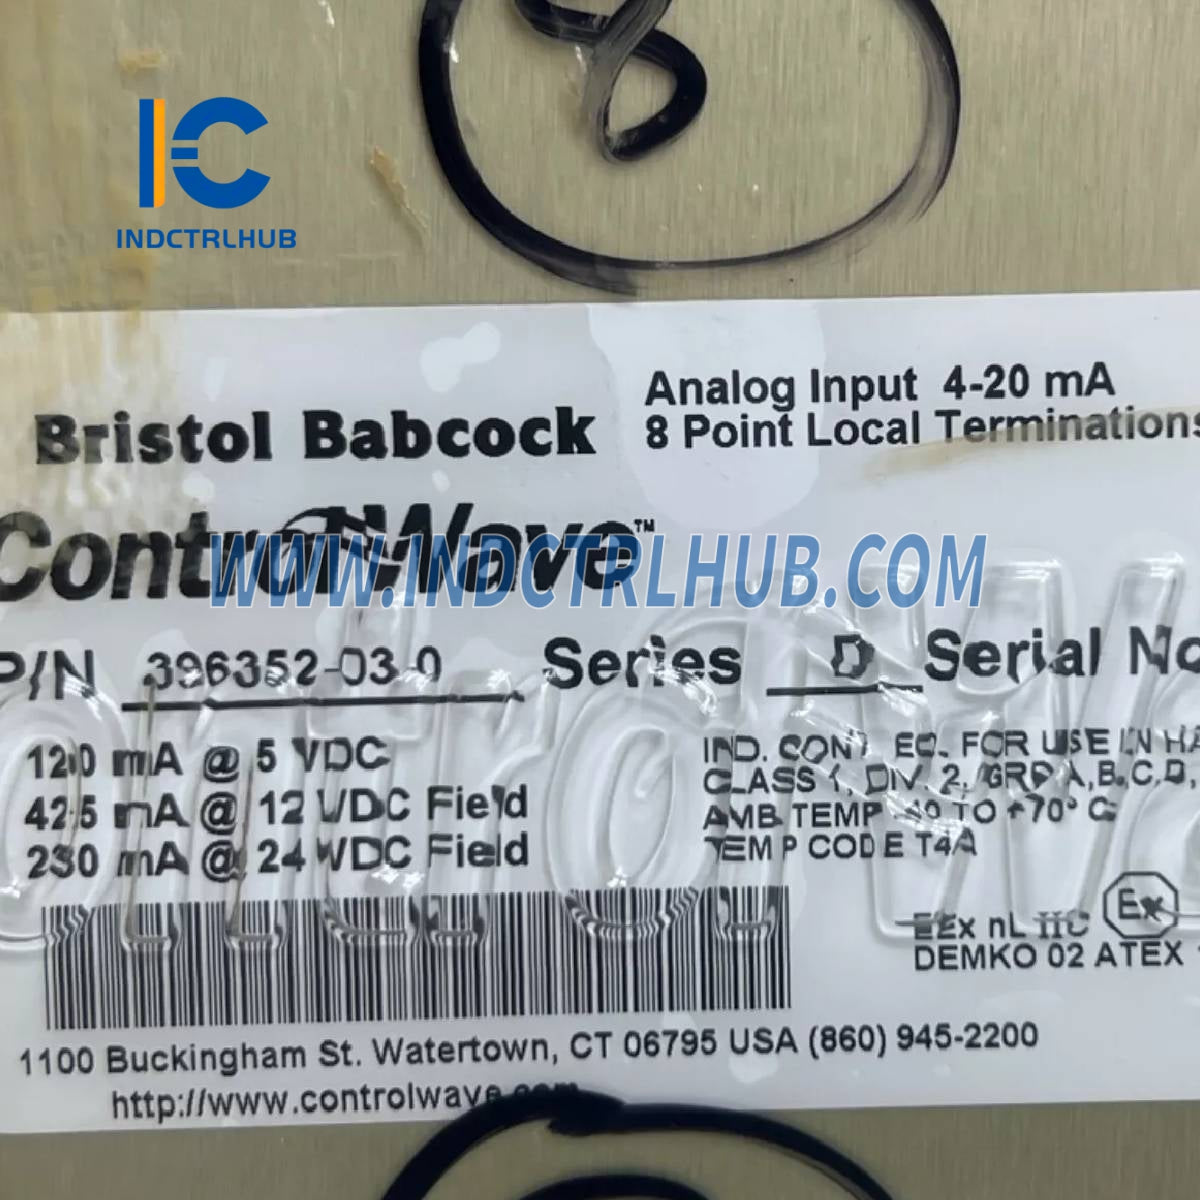 8
INDCTRLHUB
Bristol Babcock
Analog Input 4-20 mA
8 Point Local Terminations
ControlWave™
WWW.INDCTRLHUB.COM
P/N 396352-03-0 Series D Serial No
120 mA @ 5 VDC
425 mA @ 12 VDC Field
230 mA @ 24 VDC Field
IND. CONT. EQ. FOR USE IN HA
CLASS 1, DIV. 2, GRP A,B,C,D,
AMB TEMP -40 TO +70° C
TEMP CODE T4A
EEx nL IIC Ex
DEMKO 02 ATEX
1100 Buckingham St. Watertown, CT 06795 USA (860) 945-2200
http://www.controlwave.com